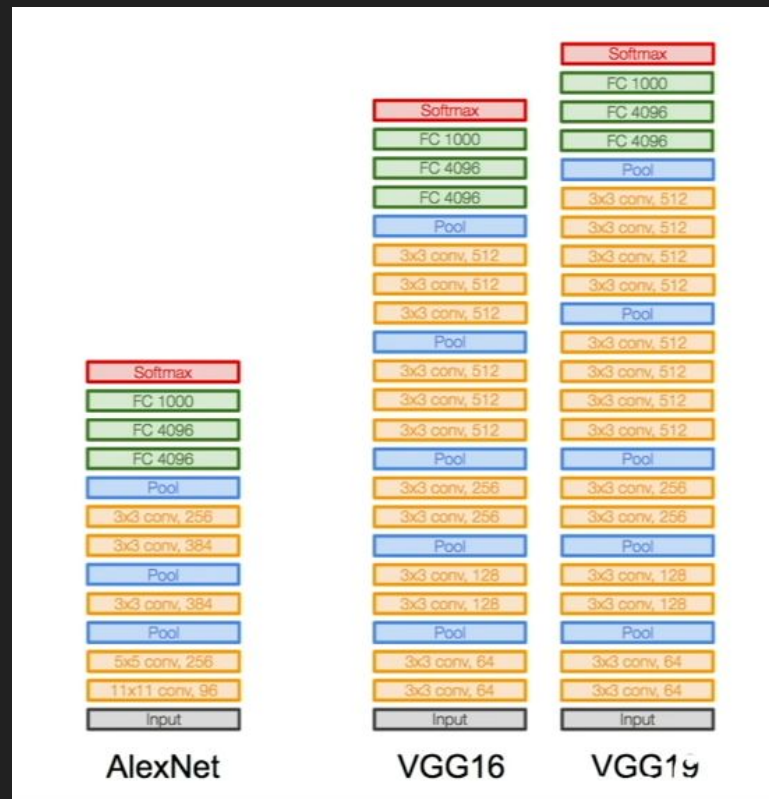 Softmax
FC 1000
FC 4096
FC 4096
Pool
3x3 conv, 256
3x3 conv, 384
Pool
3x3 conv, 384
Pool
5x5 conv, 256
11x11 conv, 96
Input
AlexNet
Softmax
FC 1000
FC 4096
FC 4096
Pool
3x3 conv, 512
3x3 conv, 512
3x3 conv, 512
Pool
3x3 conv, 512
3x3 conv, 512
3x3 conv, 512
Pool
3x3 conv, 256
3x3 conv, 256
Pool
3x3 conv, 128
3x3 conv, 128
Pool
3x3 conv, 64
3x3 conv, 64
Input
VGG16
Softmax
FC 1000
FC 4096
FC 4096
Pool
3x3 conv, 512
3x3 conv, 512
3x3 conv, 512
3x3 conv, 512
Pool
3x3 conv, 512
3x3 conv, 512
3x3 conv, 512
3x3 conv, 512
Pool
3x3 conv, 256
3x3 conv, 256
Pool
3x3 conv, 128
3x3 conv, 128
Pool
3x3 conv, 64
3x3 conv, 64
Input
VGG19